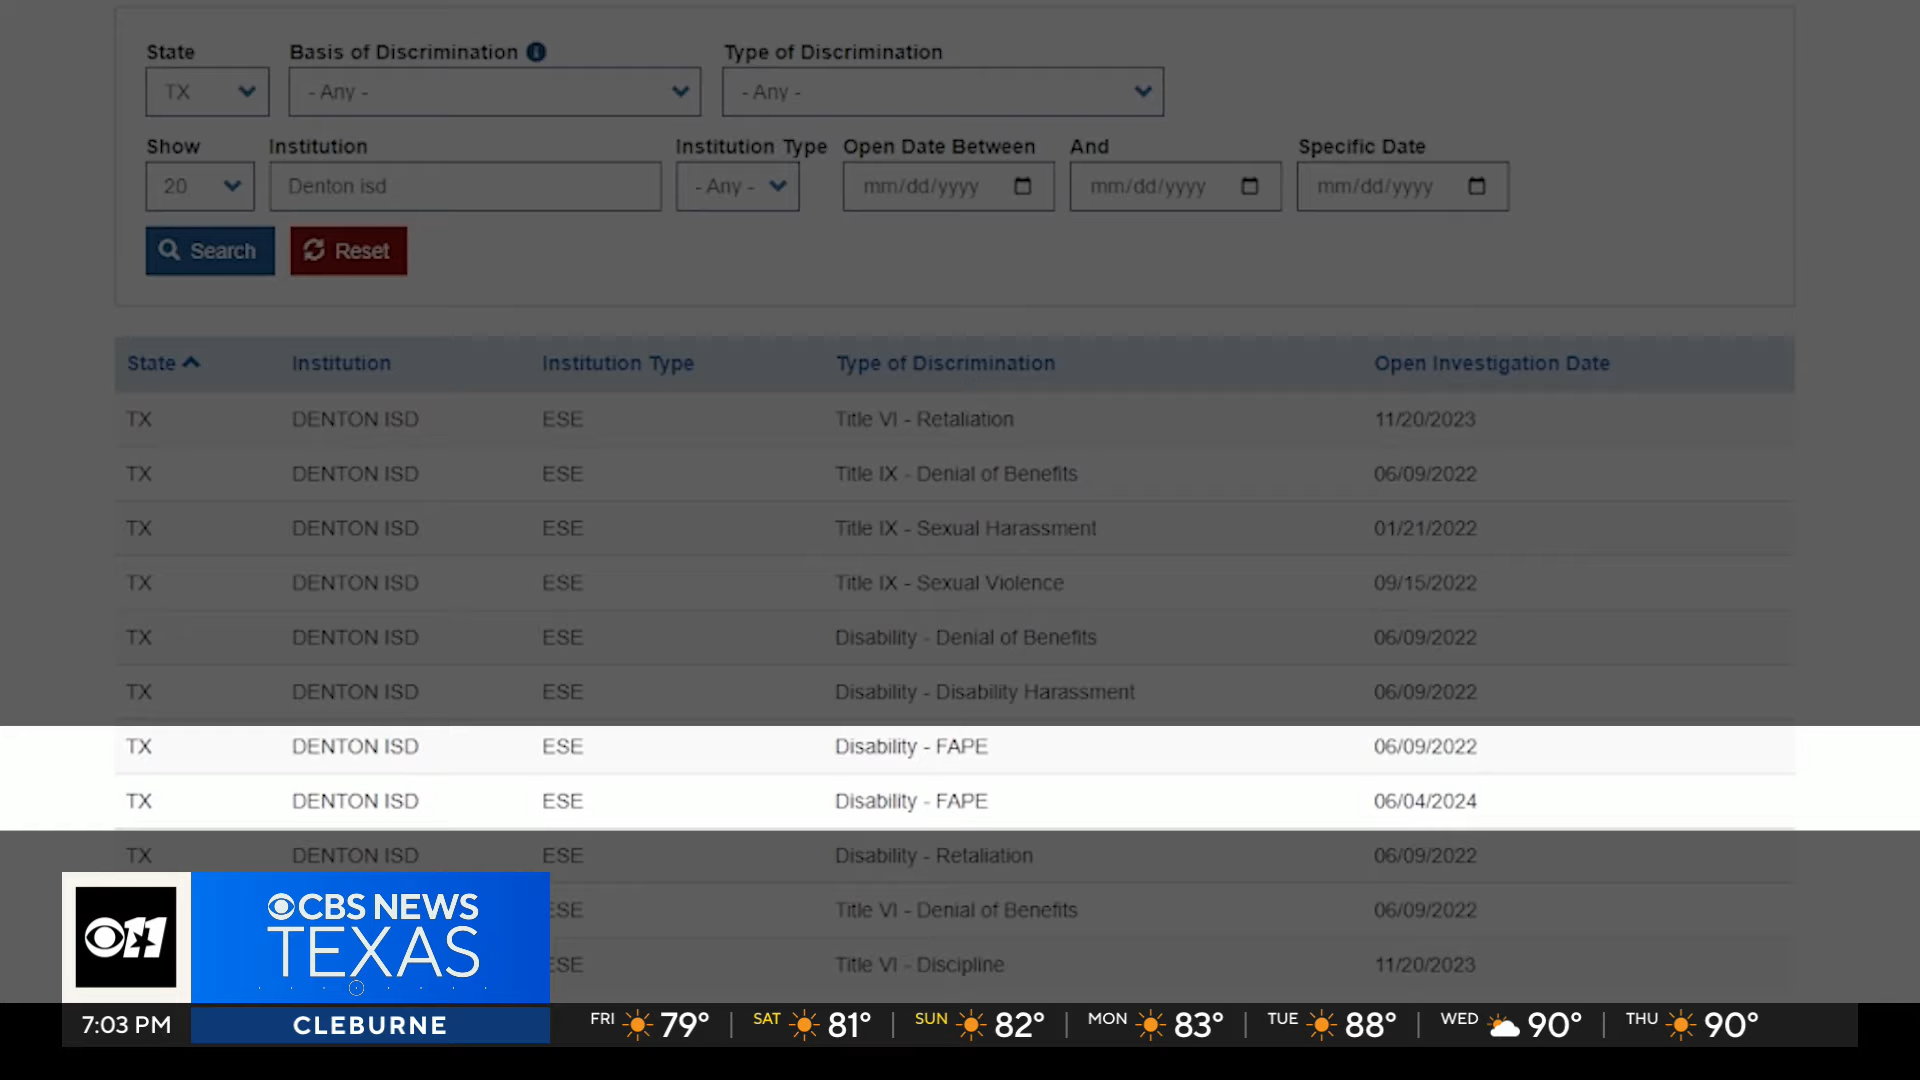 State Basis of Discrimination Type of Discrimination
TX - Any - - Any -
Show Institution Institution Type Open Date Between And Specific Date
20 Denton isd - Any - mm/dd/yyyy mm/dd/yyyy mm/dd/yyyy
Search Reset
State Institution Institution Type Type of Discrimination Open Investigation Date
TX DENTON ISD ESE Title VI - Retaliation 11/20/2023
TX DENTON ISD ESE Title IX - Denial of Benefits 06/09/2022
TX DENTON ISD ESE Title IX - Sexual Harassment 01/21/2022
TX DENTON ISD ESE Title IX - Sexual Violence 09/15/2022
TX DENTON ISD ESE Disability - Denial of Benefits 06/09/2022
TX DENTON ISD ESE Disability - Disability Harassment 06/09/2022
TX DENTON ISD ESE Disability - FAPE 06/09/2022
TX DENTON ISD ESE Disability - FAPE 06/04/2024
TX DENTON ISD ESE Disability - Retaliation 06/09/2022
ESE Title VI - Denial of Benefits 06/09/2022
ESE Title VI - Discipline 11/20/2023
11 CBS NEWS
TEXAS
7:03 PM CLEBURNE FRI 79° | SAT 81° | SUN 82° | MON 83° | TUE 88° | WED 90° | THU 90°